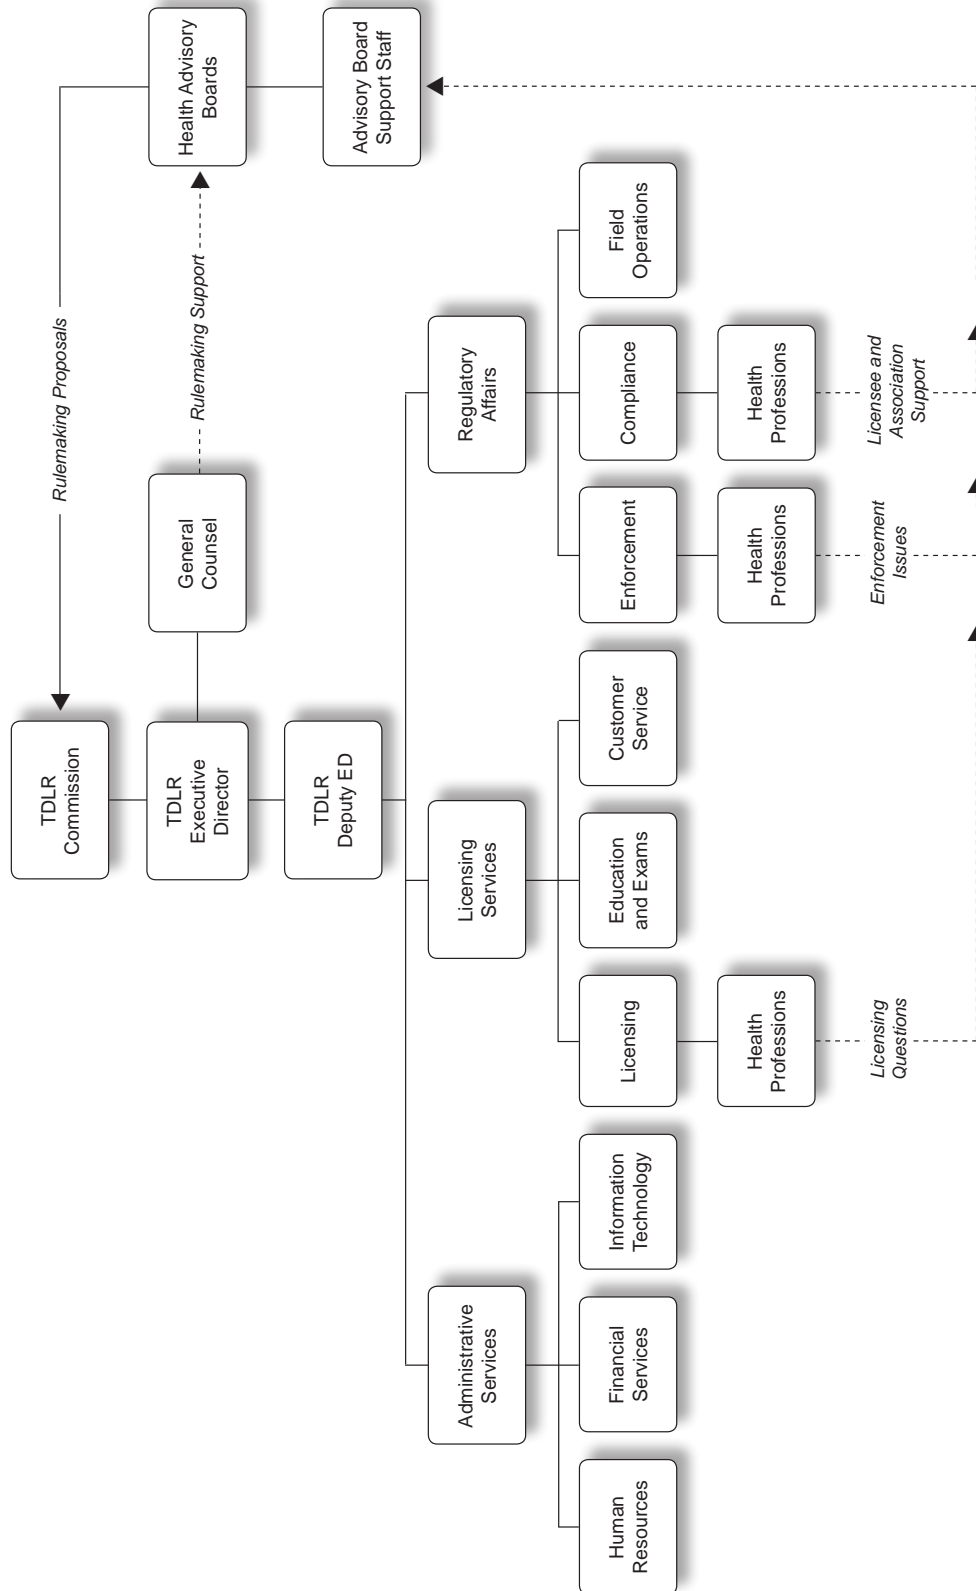 TDLR
Commission
Rulemaking Proposals
TDLR
Executive
Director
General
Counsel
Rulemaking Support
Health Advisory
Boards
TDLR
Deputy ED
Advisory Board
Support Staff
Administrative
Services
Licensing
Services
Regulatory
Affairs
Human
Resources
Financial
Services
Information
Technology
Licensing
Education
and Exams
Customer
Service
Enforcement
Compliance
Field
Operations
Health
Professions
Health
Professions
Health
Professions
Licensing
Questions
Enforcement
Issues
Licensee and
Association
Support